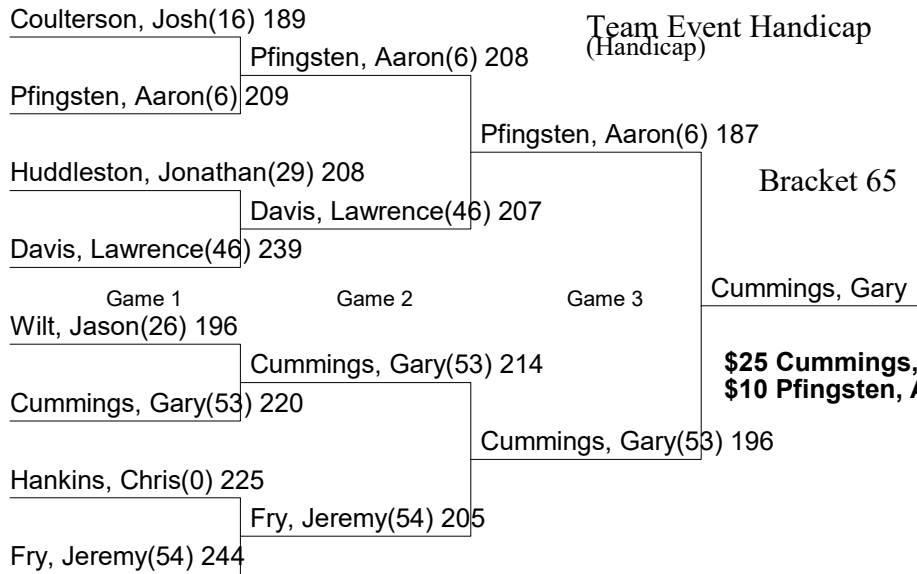 Coulterson, Josh(16) 189
Team Event Handicap
(Handicap)
Pfingsten, Aaron(6) 208
Pfingsten, Aaron(6) 209
Pfingsten, Aaron(6) 187
Huddleston, Jonathan(29) 208
Bracket 65
Davis, Lawrence(46) 207
Davis, Lawrence(46) 239
Game 1
Game 2
Game 3
Cummings, Gary
Wilt, Jason(26) 196
Cummings, Gary(53) 214
$25 Cummings,
$10 Pfingsten, A
Cummings, Gary(53) 220
Cummings, Gary(53) 196
Hankins, Chris(0) 225
Fry, Jeremy(54) 205
Fry, Jeremy(54) 244